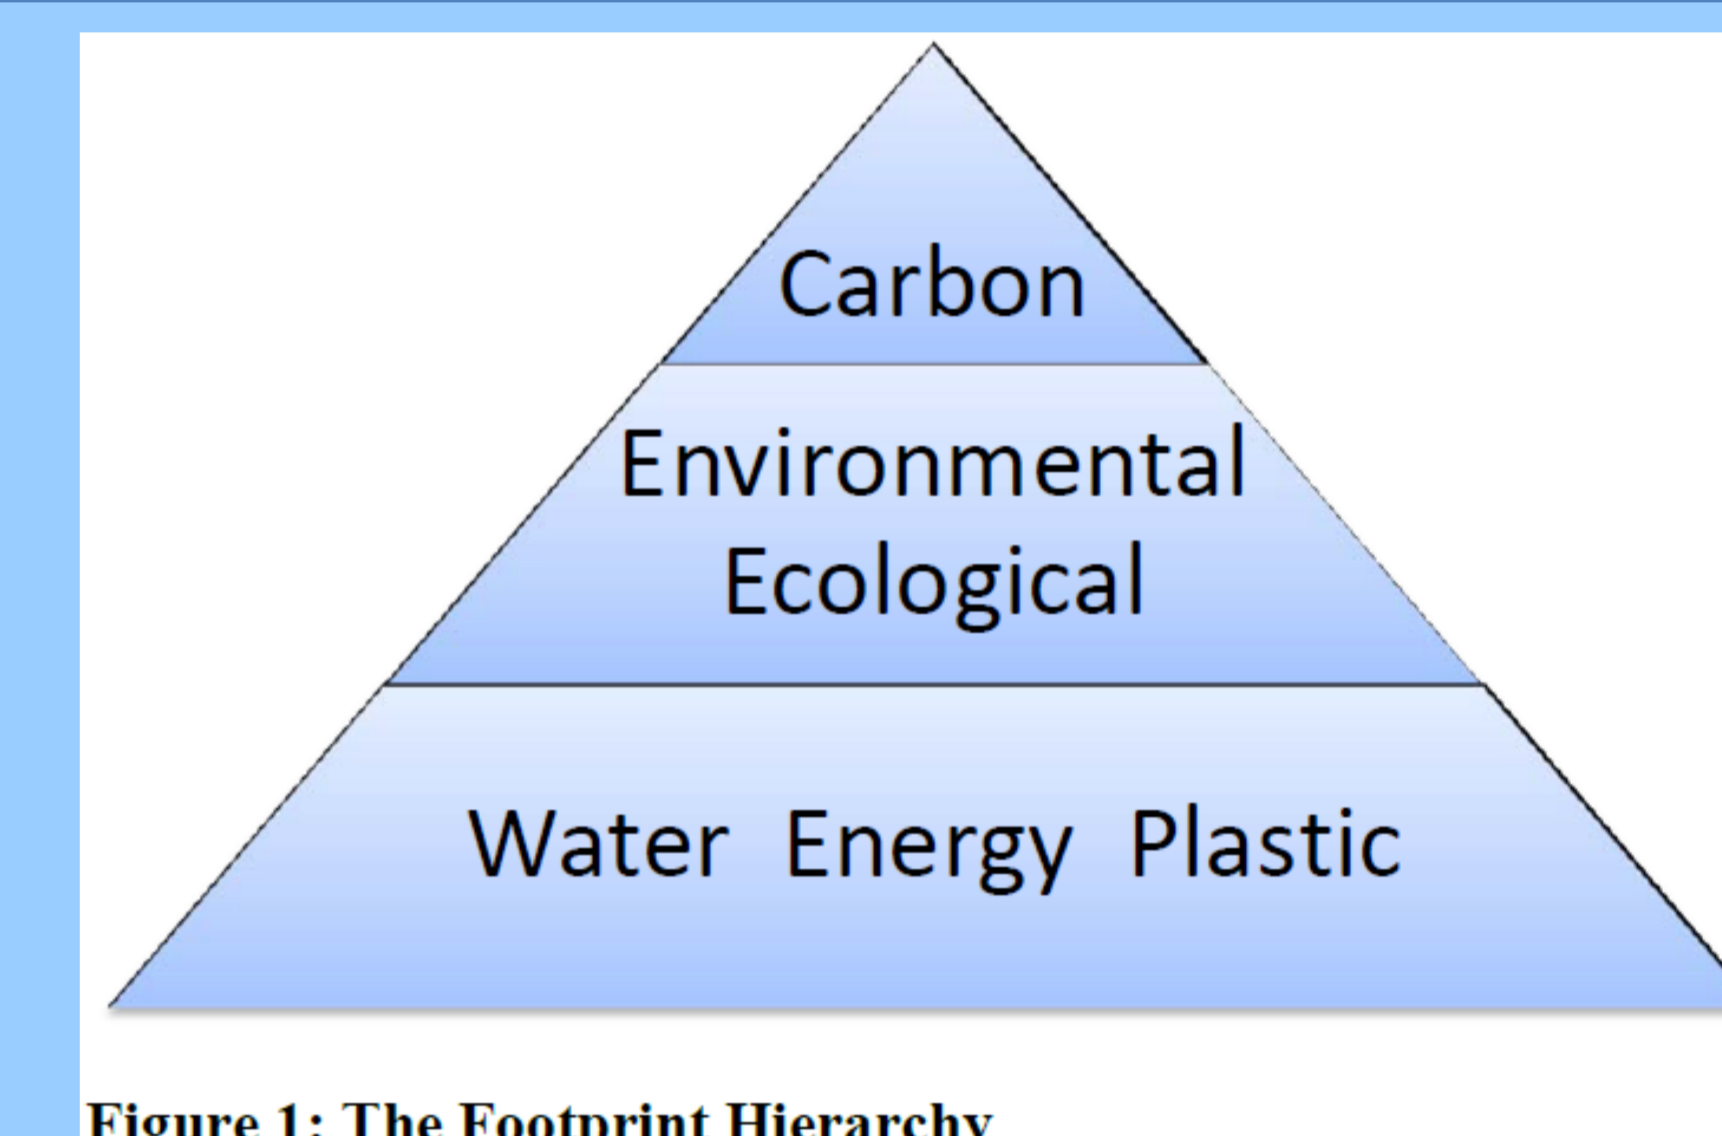 Carbon
Environmental
Ecological
Water Energy Plastic
Figure 1: The Footprint Hierarchy